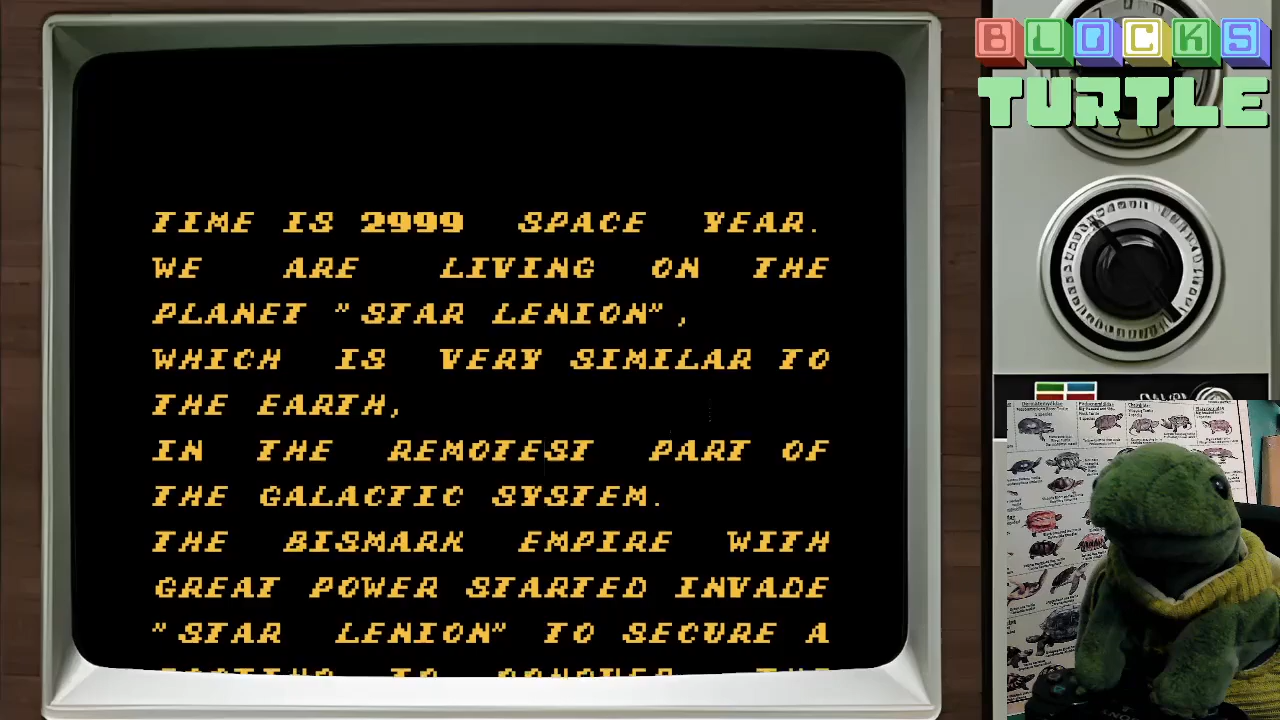 BLOCKS
TURTLE
TIME IS 2999 SPACE YEAR.
WE ARE LIVING ON THE
PLANET "STAR LENION",
WHICH IS VERY SIMILAR TO
THE EARTH,
IN THE REMOTEST PART OF
THE GALACTIC SYSTEM.
THE BISMARK EMPIRE WITH
GREAT POWER STARTED INVADE
"STAR LENION" TO SECURE A